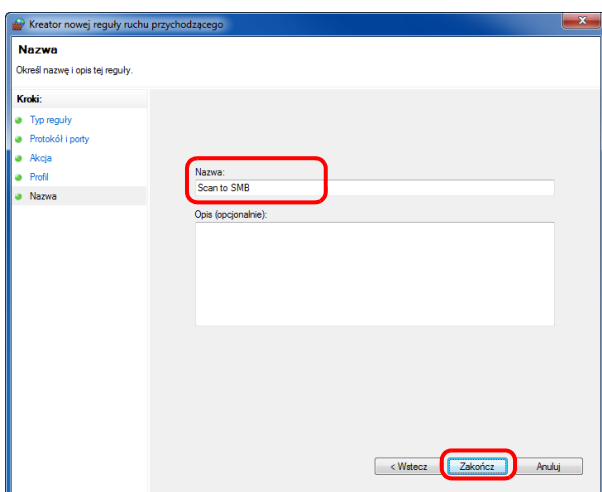 Kreator nowej reguły ruchu przychodzącego
Nazwa
Określ nazwę i opis tej reguły.
Kroki:
Typ reguły
Protokół i porty
Akcja
Profil
Nazwa
Nazwa:
Scan to SMB
Opis (opcjonalnie):
< Wstecz
Zakończ
Anuluj